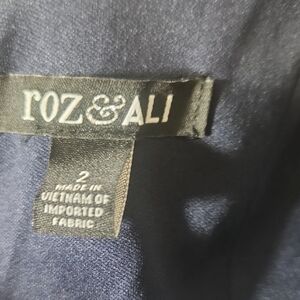 roz&ALI
2
MADE IN
VIETNAM OF
IMPORTED
FABRIC